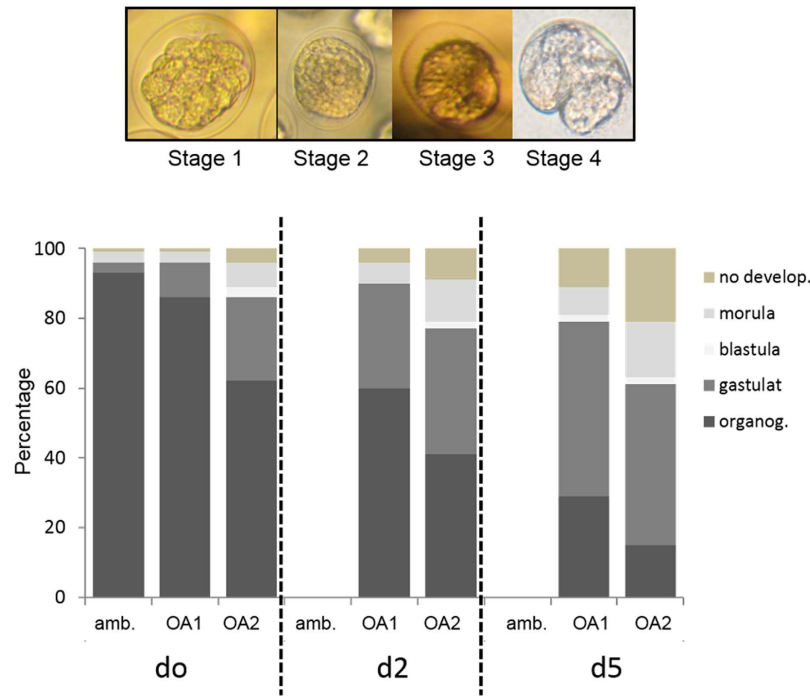 Stage 1 Stage 2 Stage 3 Stage 4
100
80
60
40
20
0
Percentage
no develop.
morula
blastula
gastulat
organog.
amb. OA1 OA2 amb. OA1 OA2 amb. OA1 OA2
do d2 d5